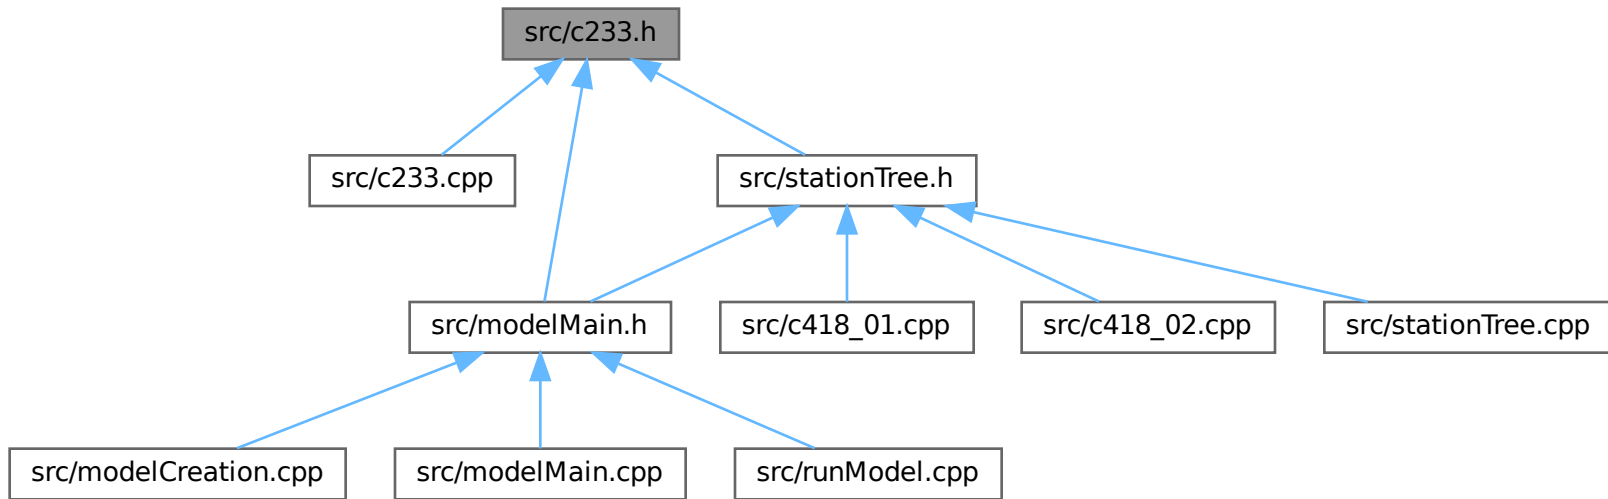 src/c233.h
src/c233.cpp
src/stationTree.h
src/modelMain.h
src/c418_01.cpp
src/c418_02.cpp
src/stationTree.cpp
src/modelCreation.cpp
src/modelMain.cpp
src/runModel.cpp